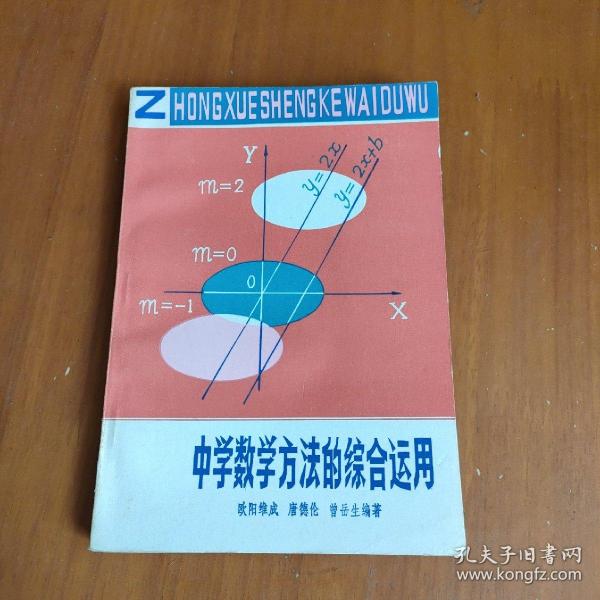 ZHONGXUESHENGKEWAIDUWU
Y
y=2x
y=2x+b
m=2
m=0
0
m=-1
X
中学数学方法的综合运用
欧阳维成 唐德伦 曾岳生编著
孔夫子旧书网
www.kongfz.com